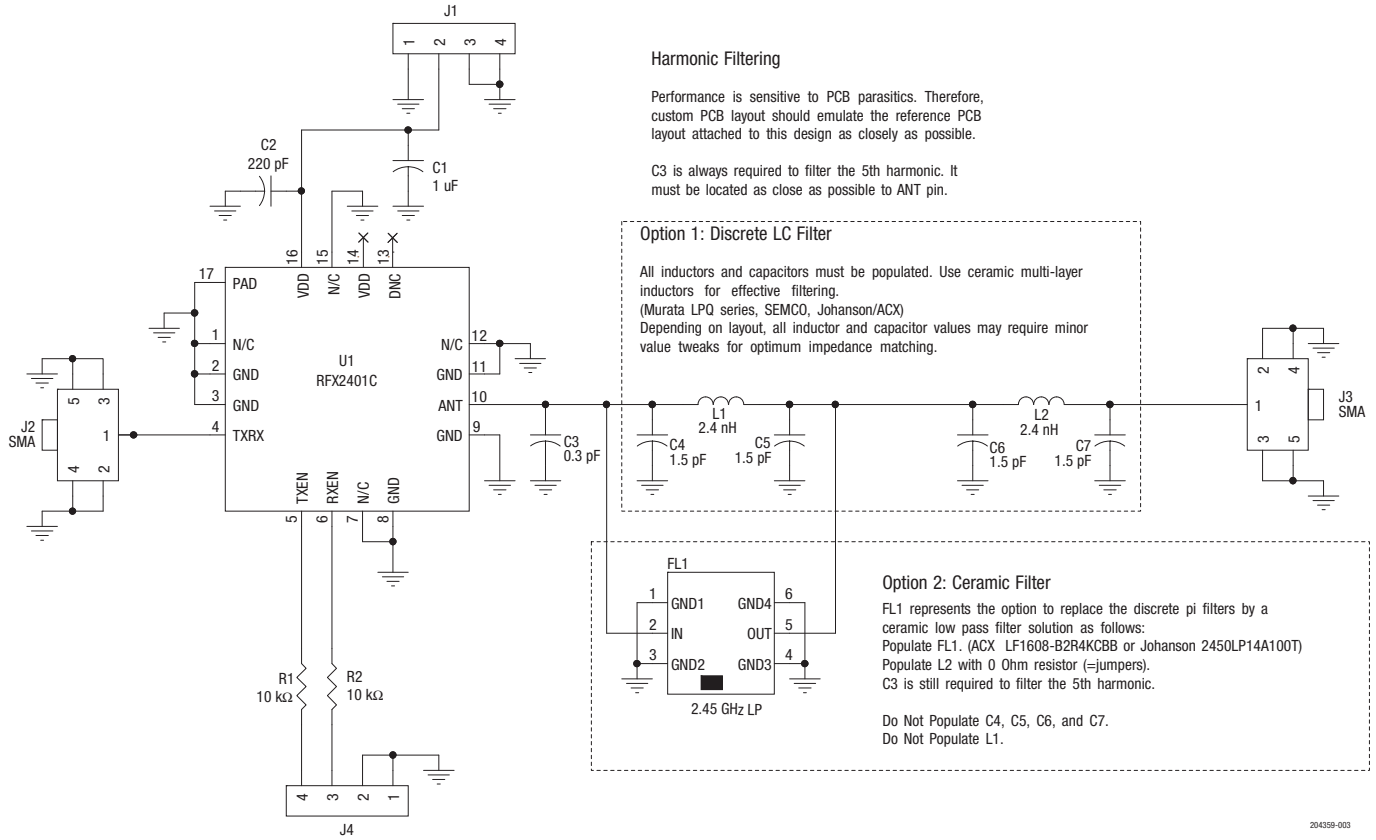 J1
1 2 3 4
Harmonic Filtering
Performance is sensitive to PCB parasitics. Therefore,
custom PCB layout should emulate the reference PCB
layout attached to this design as closely as possible.
C3 is always required to filter the 5th harmonic. It
must be located as close as possible to ANT pin.
C2
220 pF
C1
1 uF
16 15 14 13
VDD N/C VDD DNC
17 PAD
1 N/C
2 GND
3 GND
4 TXRX
U1
RFX2401C
N/C 12
GND 11
ANT 10
GND 9
TXEN RXEN N/C GND
5 6 7 8
J2
SMA
5 3
1
4 2
C3
0.3 pF
Option 1: Discrete LC Filter
All inductors and capacitors must be populated. Use ceramic multi-layer
inductors for effective filtering.
(Murata LPQ series, SEMCO, Johanson/ACX)
Depending on layout, all inductor and capacitor values may require minor
value tweaks for optimum impedance matching.
L1
2.4 nH
L2
2.4 nH
C4
1.5 pF
C5
1.5 pF
C6
1.5 pF
C7
1.5 pF
2 4
1
3 5
J3
SMA
FL1
1 GND1
2 IN
3 GND2
GND4 6
OUT 5
GND3 4
2.45 GHz LP
Option 2: Ceramic Filter
FL1 represents the option to replace the discrete pi filters by a
ceramic low pass filter solution as follows:
Populate FL1. (ACX LF1608-B2R4KCBB or Johanson 2450LP14A100T)
Populate L2 with 0 Ohm resistor (=jumpers).
C3 is still required to filter the 5th harmonic.
Do Not Populate C4, C5, C6, and C7.
Do Not Populate L1.
R1
10 kΩ
R2
10 kΩ
4 3 2 1
J4
204359-003